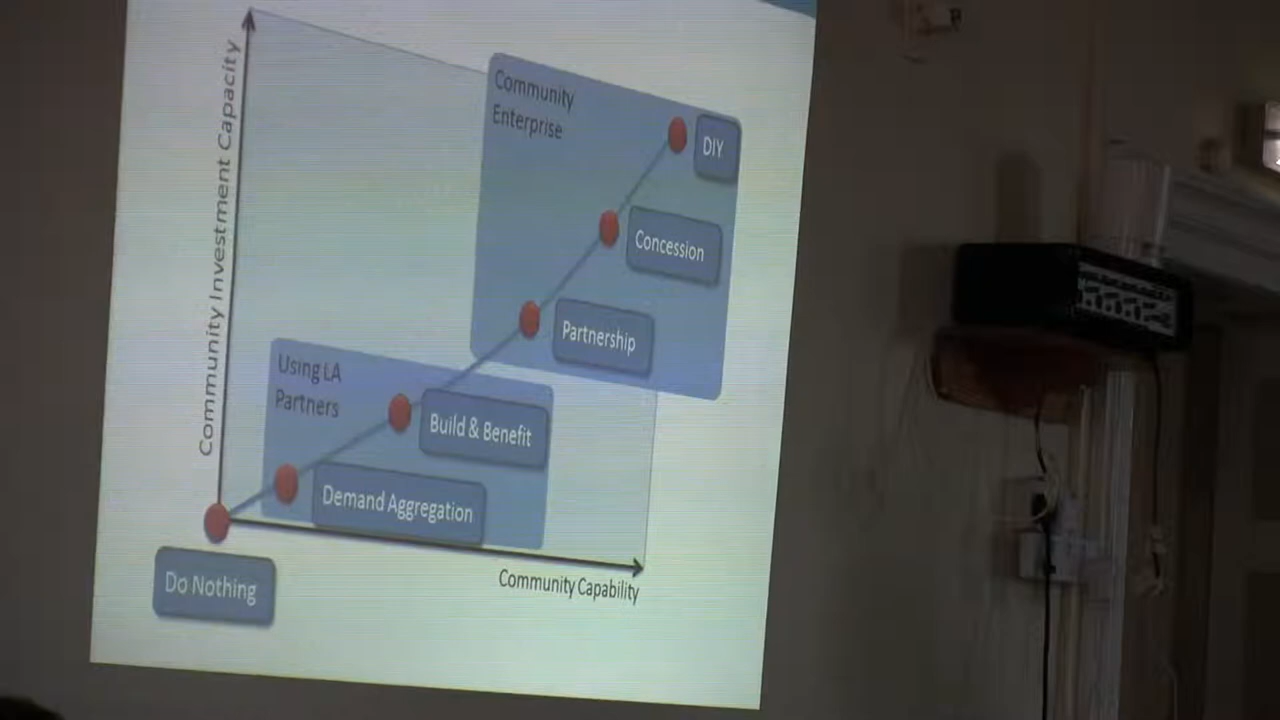 Community Investment Capacity
Community
Enterprise
DIY
Concession
Partnership
Using LA
Partners
Build & Benefit
Demand Aggregation
Do Nothing
Community Capability